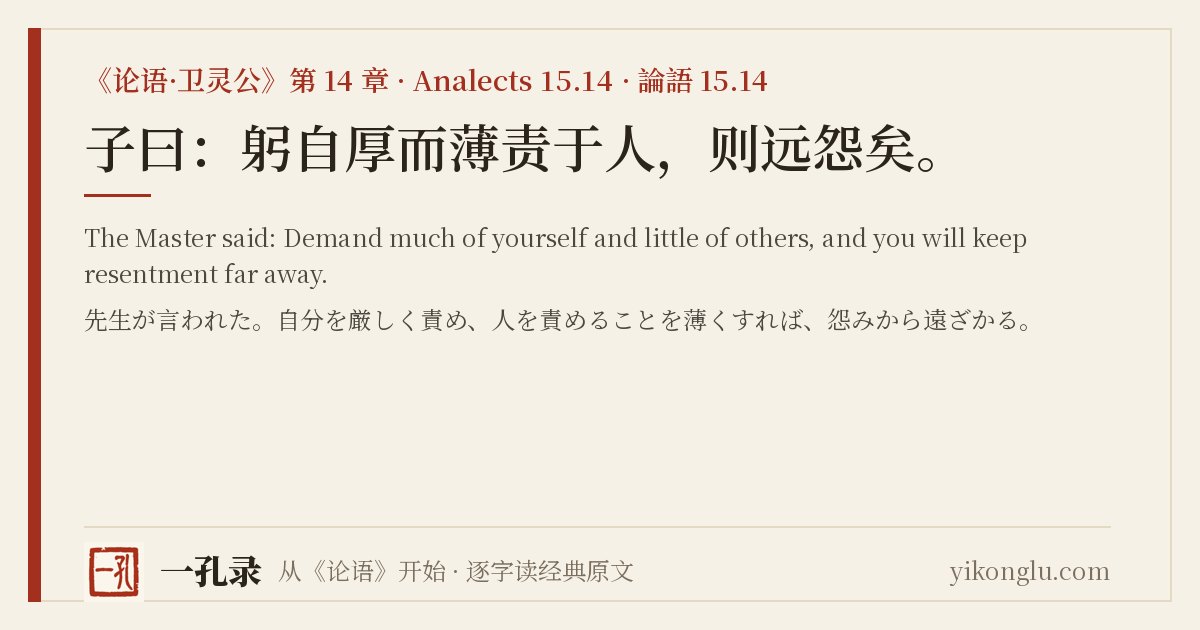 《论语·卫灵公》第 14 章 · Analects 15.14 · 論語 15.14
子曰：躬自厚而薄责于人，则远怨矣。
The Master said: Demand much of yourself and little of others, and you will keep
resentment far away.
先生が言われた。自分を厳しく責め、人を責めることを薄くすれば、怨みから遠ざかる。
一孔
一孔录 从《论语》开始 · 逐字读经典原文 yikonglu.com